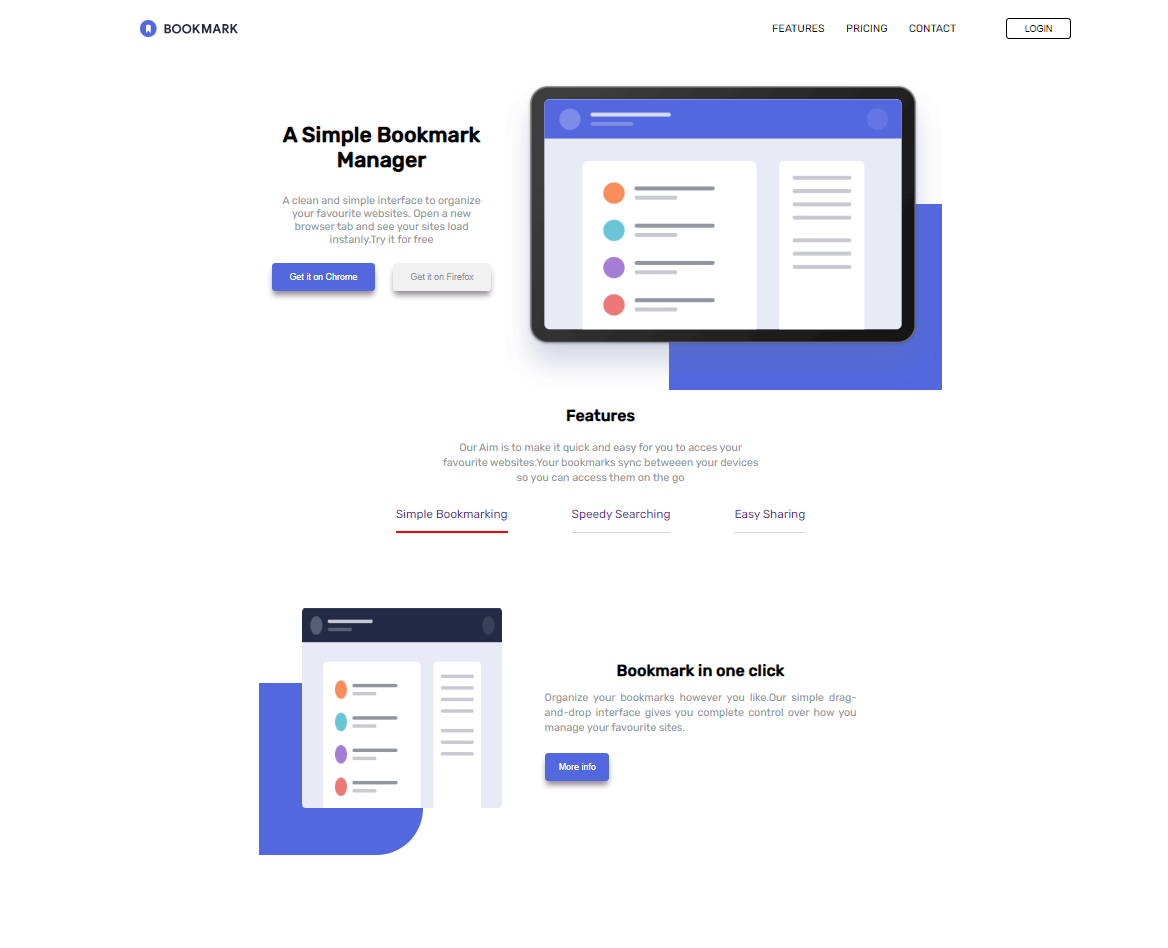 BOOKMARK
FEATURES
PRICING
CONTACT
LOGIN
A Simple Bookmark
Manager
A clean and simple interface to organize
your favourite websites. Open a new
browser tab and see your sites load
instanly.Try it for free
Get it on Chrome
Get it on Firefox
Features
Our Aim is to make it quick and easy for you to acces your
favourite websites.Your bookmarks sync betweeen your devices
so you can access them on the go
Simple Bookmarking
Speedy Searching
Easy Sharing
Bookmark in one click
Organize your bookmarks however you like.Our simple drag-
and-drop interface gives you complete control over how you
manage your favourite sites.
More info